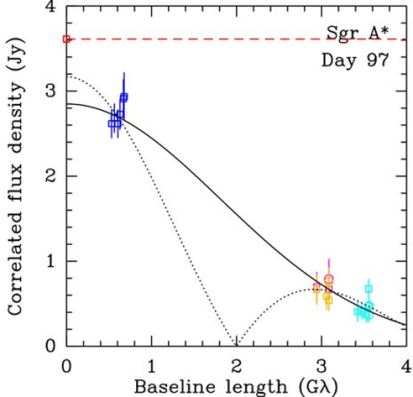 4
Sgr A*
Day 97
3
2
1
0
0 1 2 3 4
Correlated flux density (Jy)
Baseline length (Gλ)